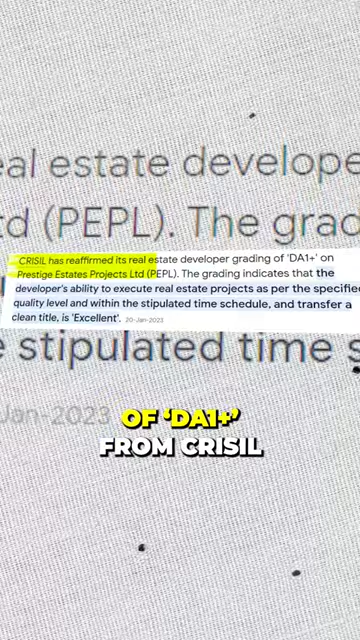 real estate develope
td (PEPL). The grad
CRISIL has reaffirmed its real estate developer grading of 'DA1+' on
Prestige Estates Projects Ltd (PEPL). The grading indicates that the
developer's ability to execute real estate projects as per the specified
quality level and within the stipulated time schedule, and transfer a
clean title, is 'Excellent'. 20-Jan-2023
e stipulated time s
Jan-2023
OF 'DA1+'
FROM CRISIL